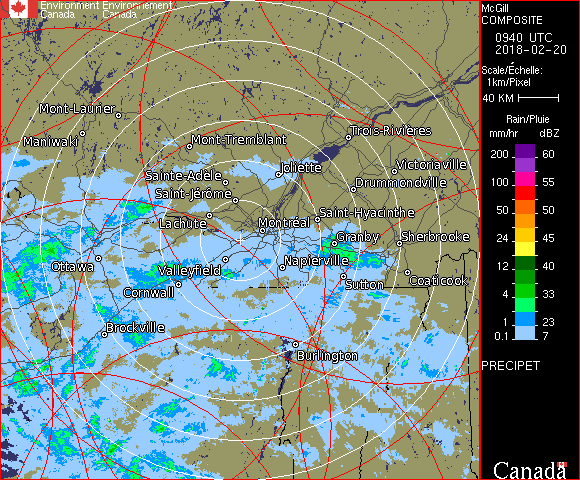 Environment Environnement
Canada Canada
McGill
COMPOSITE
0940 UTC
2018-02-20
Scale/Échelle:
1km/Pixel
40 KM
Rain/Pluie
mm/hr dBZ
200 60
100 55
50 50
24 45
12 40
4 33
1 23
0.1 7
PRECIPET
Mont-Laurier
Maniwaki
Mont-Tremblant
Trois-Rivières
Joliette
Victoriaville
Sainte-Adèle
Drummondville
Saint-Jérôme
Saint-Hyacinthe
Lachute
Montréal
Granby
Sherbrooke
Ottawa
Valleyfield
Napierville
Coaticook
Cornwall
Sutton
Brockville
Burlington
Canada